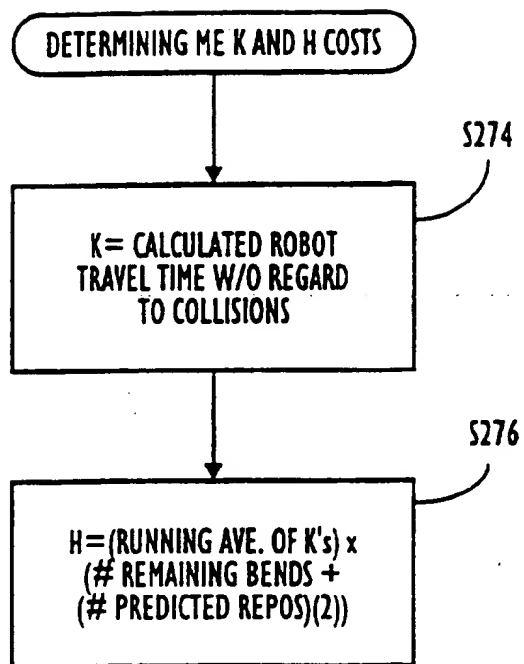 DETERMINING ME K AND H COSTS
S274
K= CALCULATED ROBOT
TRAVEL TIME W/O REGARD
TO COLLISIONS
S276
H=(RUNNING AVE. OF K's) x
(# REMAINING BENDS +
(# PREDICTED REPOS)(2))